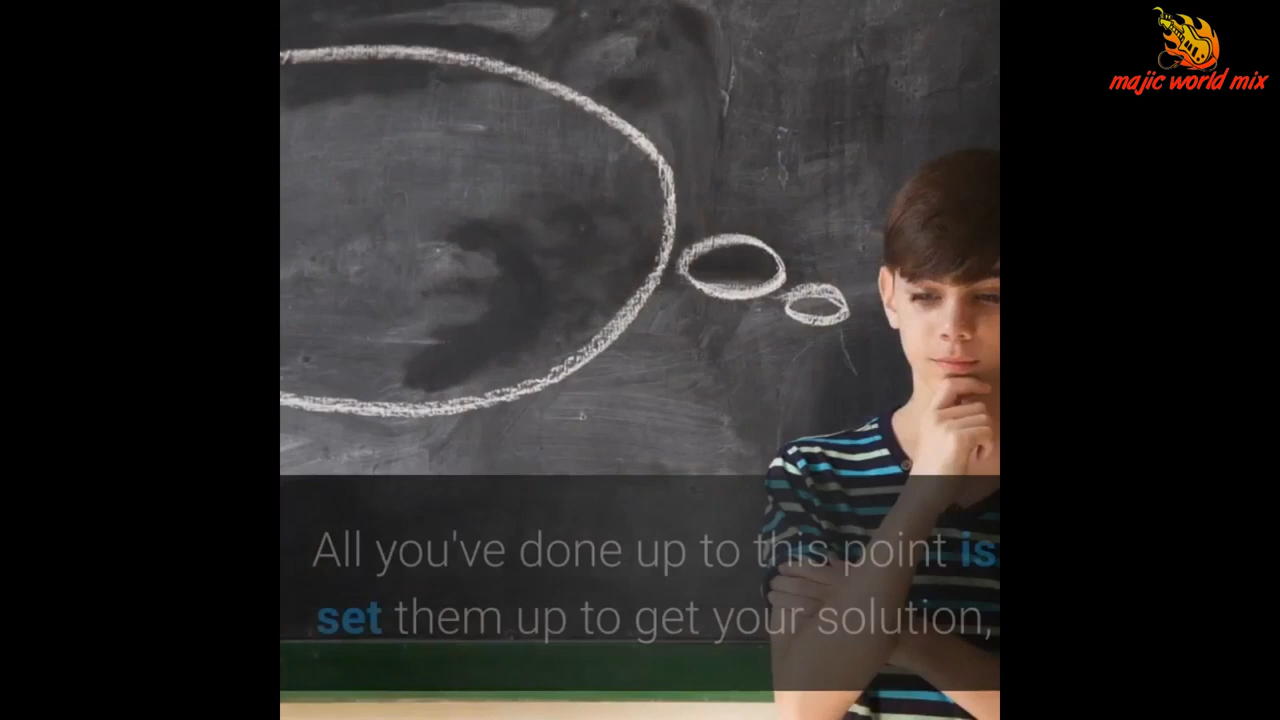 majic world mix
All you've done up to this point is
set them up to get your solution,